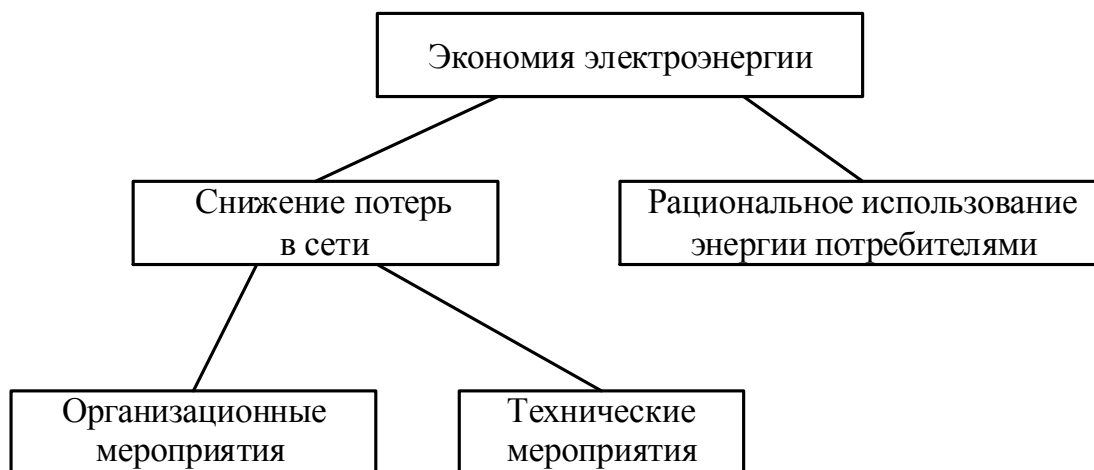 Экономия электроэнергии
Снижение потерь
в сети
Рациональное использование
энергии потребителями
Организационные
мероприятия
Технические
мероприятия